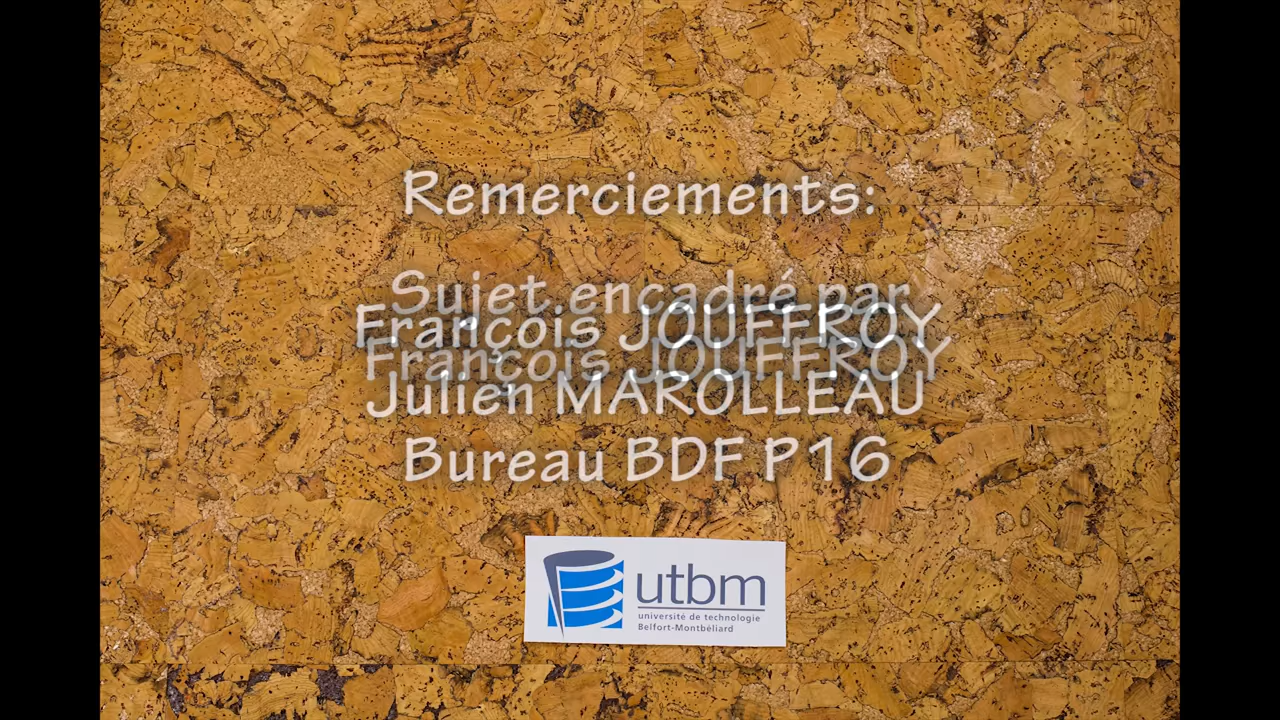 Remerciements:
Sujet encadré par
François JOUFFROY
François JOUFFROY
Julien MAROLLEAU
Bureau BDF P16
utbm
université de technologie
Belfort-Montbéliard